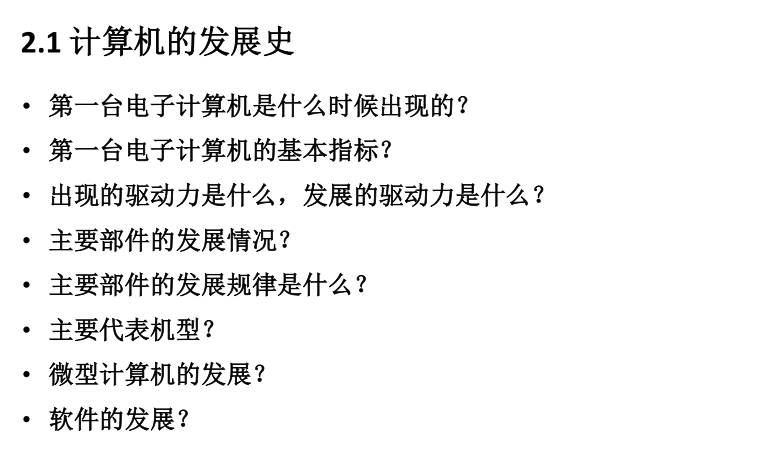 2.1 计算机的发展史
• 第一台电子计算机是什么时候出现的？
• 第一台电子计算机的基本指标？
• 出现的驱动力是什么，发展的驱动力是什么？
• 主要部件的发展情况？
• 主要部件的发展规律是什么？
• 主要代表机型？
• 微型计算机的发展？
• 软件的发展？